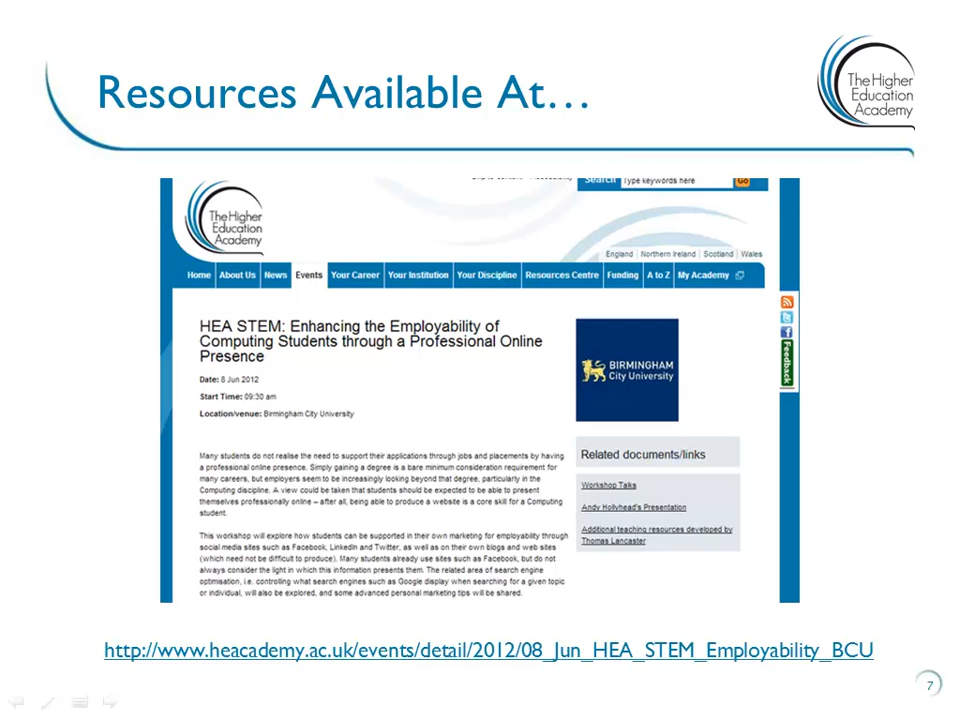 Resources Available At…
The Higher
Education
Academy
Search Type keywords here Go
The Higher
Education
Academy
England Northern Ireland Scotland Wales
Home About Us News Events Your Career Your Institution Your Discipline Resources Centre Funding A to Z My Academy
HEA STEM: Enhancing the Employability of
Computing Students through a Professional Online
Presence
BIRMINGHAM
City University
Feedback
Date: 8 Jun 2012
Start Time: 09:30 am
Location/venue: Birmingham City University
Many students do not realise the need to support their applications through jobs and placements by having
a professional online presence. Simply gaining a degree is a bare minimum consideration requirement for
many careers, but employers seem to be increasingly looking beyond that degree, particularly in the
Computing discipline. A view could be taken that students should be expected to be able to present
themselves professionally online – after all, being able to produce a website is a core skill for a Computing
student.
This workshop will explore how students can be supported in their own marketing for employability through
social media sites such as Facebook, LinkedIn and Twitter, as well as on their own blogs and web sites
(which need not be difficult to produce). Many students already use sites such as Facebook, but do not
always consider the light in which this information presents them. The related area of search engine
optimisation, i.e. controlling what search engines such as Google display when searching for a given topic
or individual, will also be explored, and some advanced personal marketing tips will be shared.
Related documents/links
Workshop Talks
Andy Hollyhead's Presentation
Additional teaching resources developed by
Thomas Lancaster
http://www.heacademy.ac.uk/events/detail/2012/08_Jun_HEA_STEM_Employability_BCU
7